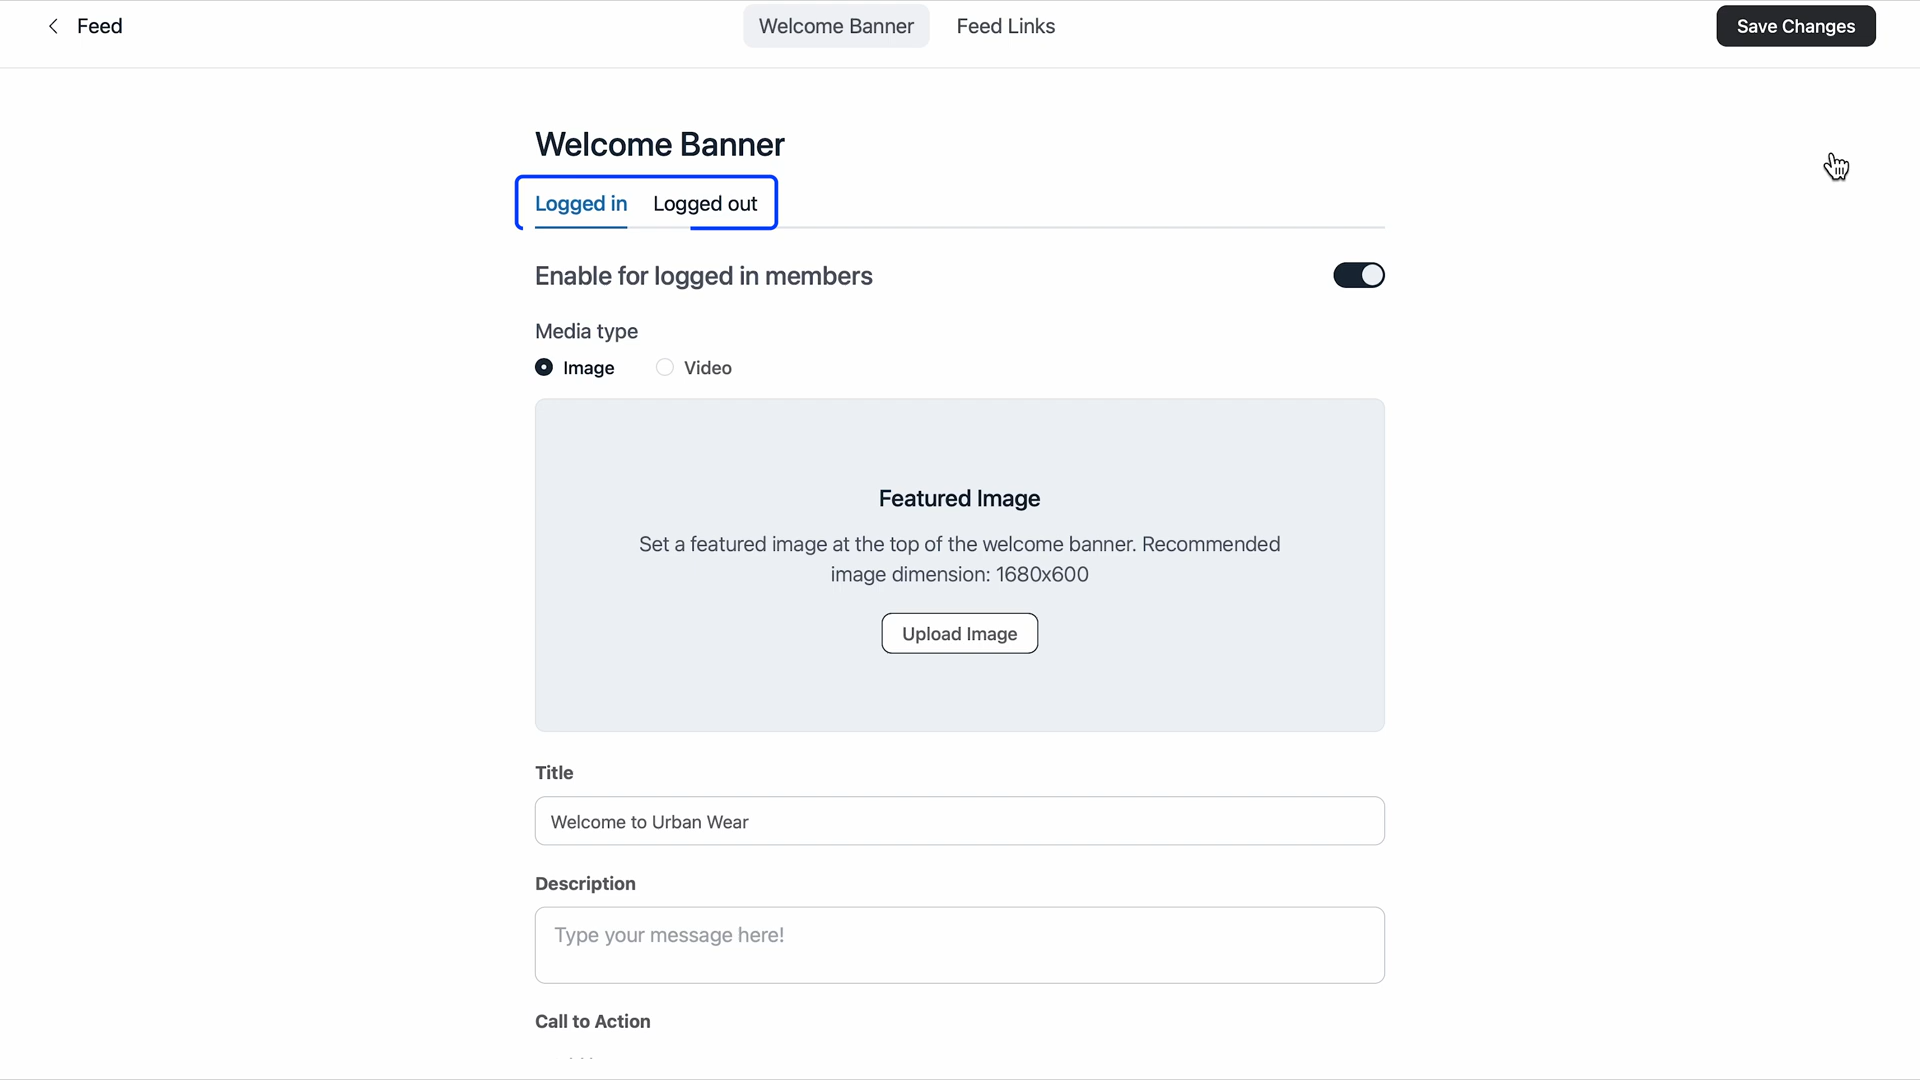 Feed
Welcome Banner
Feed Links
Save Changes
Welcome Banner
Logged in
Logged out
Enable for logged in members
Media type
Image
Video
Featured Image
Set a featured image at the top of the welcome banner. Recommended
image dimension: 1680x600
Upload Image
Title
Welcome to Urban Wear
Description
Type your message here!
Call to Action